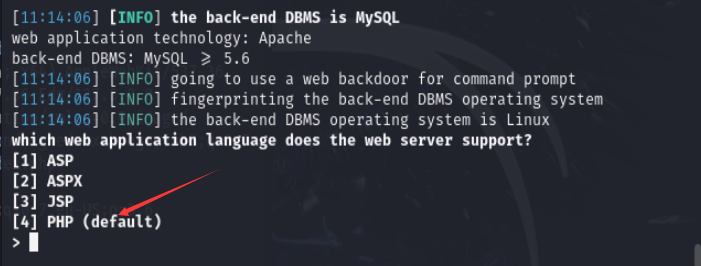 [11:14:06] [INFO] the back-end DBMS is MySQL
web application technology: Apache
back-end DBMS: MySQL ≥ 5.6
[11:14:06] [INFO] going to use a web backdoor for command prompt
[11:14:06] [INFO] fingerprinting the back-end DBMS operating system
[11:14:06] [INFO] the back-end DBMS operating system is Linux
which web application language does the web server support?
[1] ASP
[2] ASPX
[3] JSP
[4] PHP (default)
>